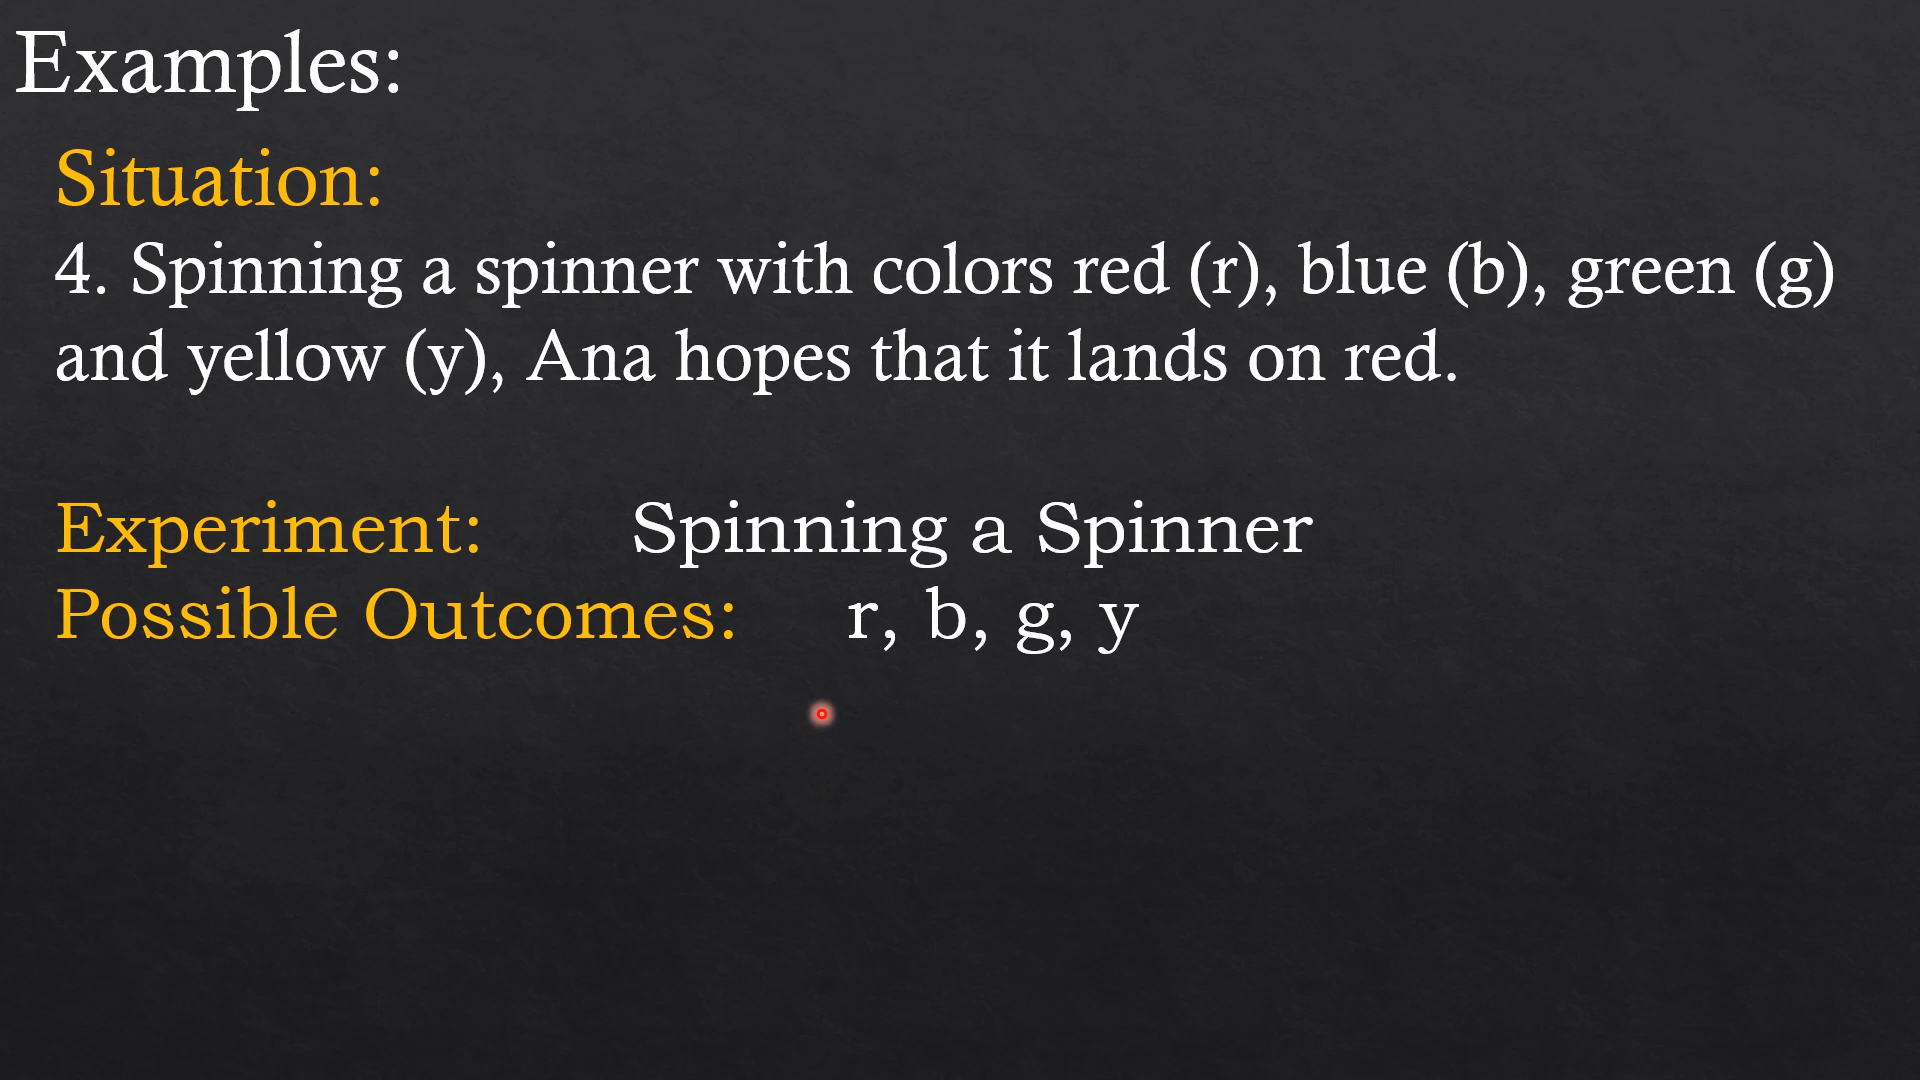 Examples:
Situation:
4. Spinning a spinner with colors red (r), blue (b), green (g)
and yellow (y), Ana hopes that it lands on red.
Experiment: Spinning a Spinner
Possible Outcomes: r, b, g, y